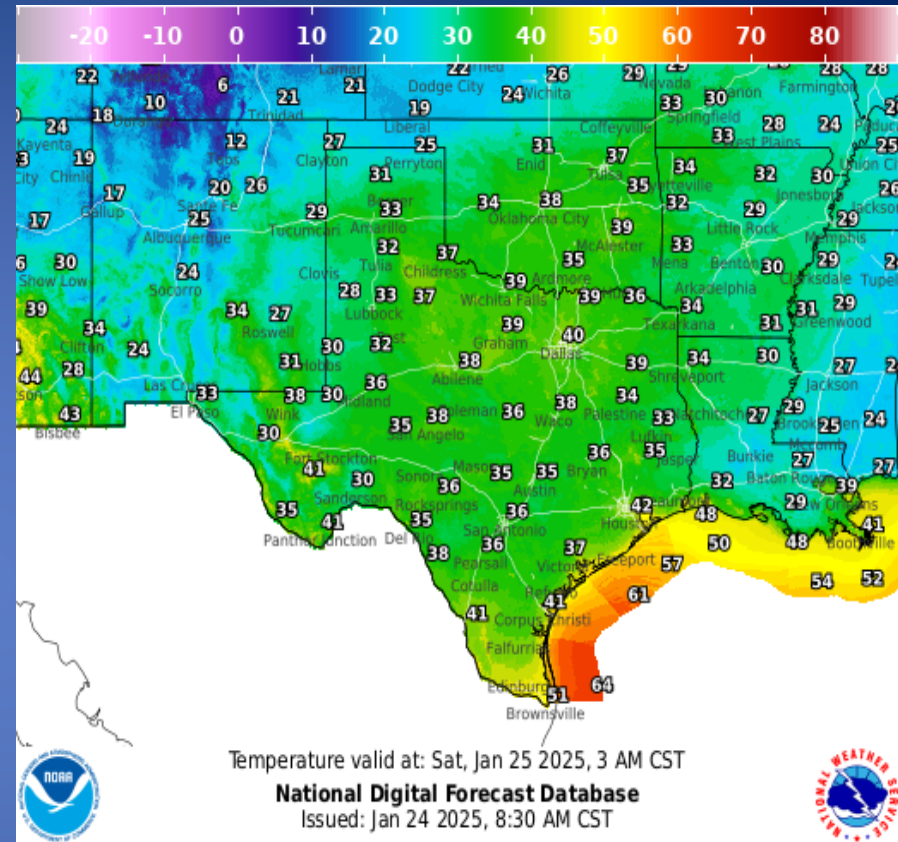 -20 -10 0 10 20 30 40 50 60 70 80
22 Lamar 22 26 29 28 28
6 21 Dodge City Nevada Farmington
10 21 19 24 Wichita 33 30
18 Trinidad Liberal Coffeyville Springfield 28 24
24 Kayenta 12 27 25 31 37 33 West Plains
19 Clayton Perryton Enid Tulsa 34 32 30 Union City
17 20 26 31 34 38 35 Jonesboro
Gallup Santa Fe 29 33 Oklahoma City 32 29
17 25 Tucumcari Amarillo 39 Little Rock 29
Albuquerque 32 37 McAlester 33 Memphis
30 Tulia 35 Mena Benton 30 29
Show Low 24 Clovis Childress Ardmore Clarksdale
Socorro 28 33 37 39 39 36 Arkadelphia
39 34 27 Lubbock Wichita Falls 34 31 29
34 Roswell 39 Texarkana 31 Greenwood
Clifton 30 32 Graham 40
24 31 Hobbs 38 Dallas 39 34 30
44 28 36 Abilene Shreveport 27
Las Cruces 33 38 30 Midland 38 34 Jackson
43 El Paso Wink 38 Coleman 36 Waco Palestine 33 Natchitoches 27 29
Bisbee 30 35 San Angelo Lufkin 25 24
Fort Stockton 36 35 Mccomb
41 30 Sonora Mason 35 35 Bryan Jasper Bunkie 27 27
Sanderson 36 Austin 32 Baton Rouge 39
35 Rocksprings 36 42 Beaumont 29 New Orleans
41 35 San Antonio Houston 48 41
Panther Junction Del Rio 36 37 50 48 Boothville
38 Pearsall Victoria Freeport 57
Cotulla 54 52
Refugio 61
41 41
Corpus Christi
Falfurrias
Edinburg 51 64
Brownsville
Temperature valid at: Sat, Jan 25 2025, 3 AM CST
National Digital Forecast Database
Issued: Jan 24 2025, 8:30 AM CST
NOAA
NATIONAL WEATHER SERVICE